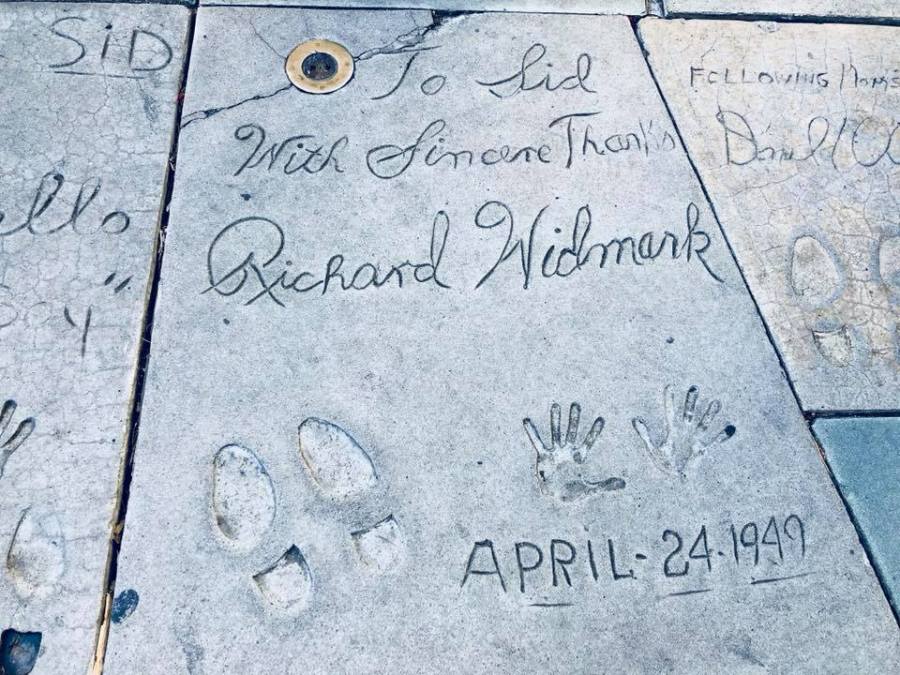 SiD
To Sid
With Sincere Thanks
Richard Widmark
APRIL-24.1949
FOLLOWING